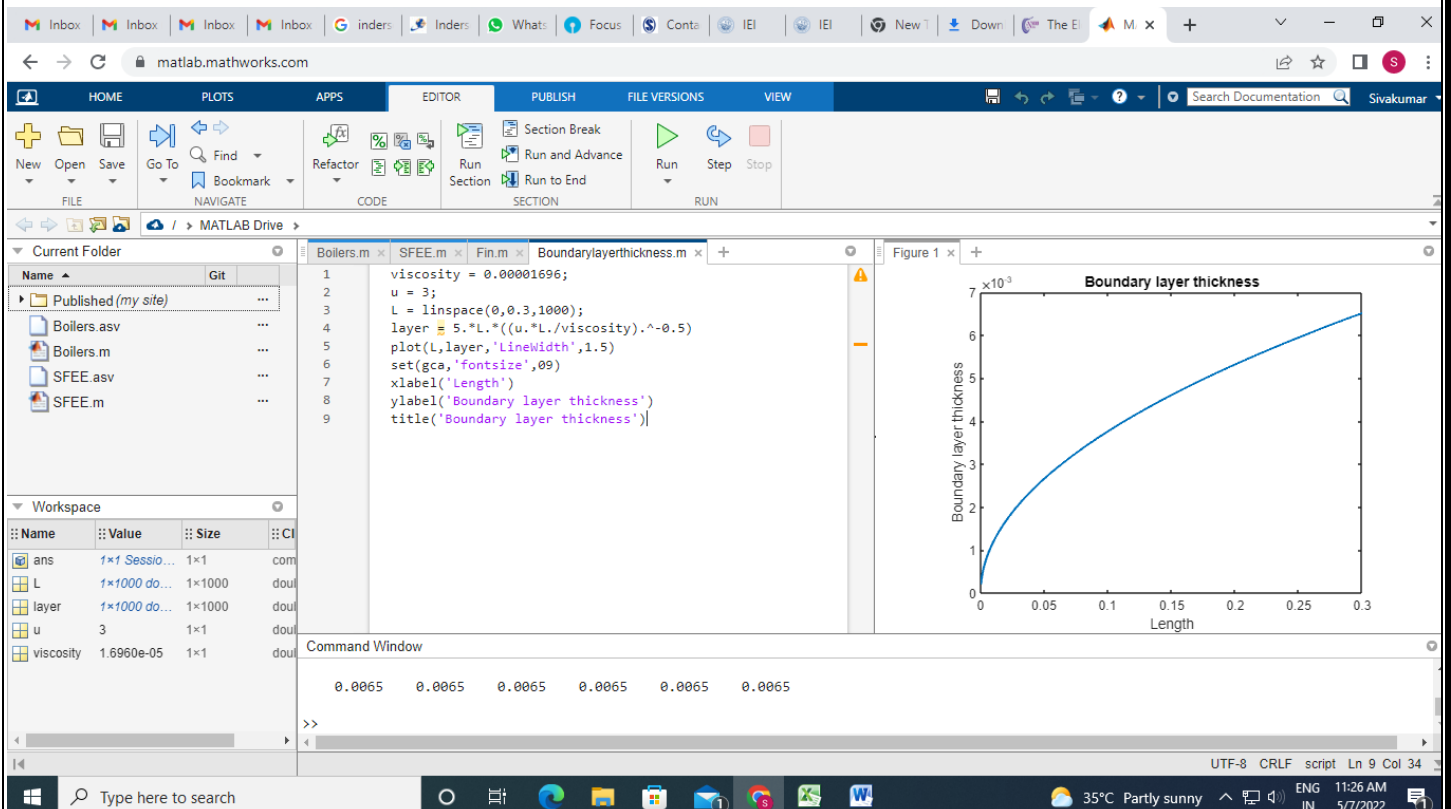 Inbox Inbox Inbox Inbox inders Inders Whats Focus Conta IEI IEI New T Down The El M
matlab.mathworks.com S
HOME PLOTS APPS EDITOR PUBLISH FILE VERSIONS VIEW Search Documentation Sivakumar
New Open Save Go To Find Bookmark Refactor Run Section Section Break Run and Advance Run to End Run Step Stop
FILE NAVIGATE CODE SECTION RUN
/ > MATLAB Drive >
Current Folder
Name Git
Published (my site) ...
Boilers.asv ...
Boilers.m ...
SFEE.asv ...
SFEE.m ...
Workspace
Name Value Size Cl
ans 1×1 Sessio... 1×1 com
L 1×1000 do... 1×1000 doul
layer 1×1000 do... 1×1000 doul
u 3 1×1 doul
viscosity 1.6960e-05 1×1 doul
Boilers.m × SFEE.m × Fin.m × Boundarylayerthickness.m × +
1 viscosity = 0.00001696;
2 u = 3;
3 L = linspace(0,0.3,1000);
4 layer = 5.*L.*((u.*L./viscosity).^-0.5)
5 plot(L,layer,'LineWidth',1.5)
6 set(gca,'fontsize',09)
7 xlabel('Length')
8 ylabel('Boundary layer thickness')
9 title('Boundary layer thickness')
Figure 1 × +
Boundary layer thickness
×10-3
7
6
5
4
3
2
1
0
Boundary layer thickness
0 0.05 0.1 0.15 0.2 0.25 0.3
Length
Command Window
0.0065 0.0065 0.0065 0.0065 0.0065 0.0065
>>
UTF-8 CRLF script Ln 9 Col 34
Type here to search 35°C Partly sunny ENG 11:26 AM
IN 5/7/2022